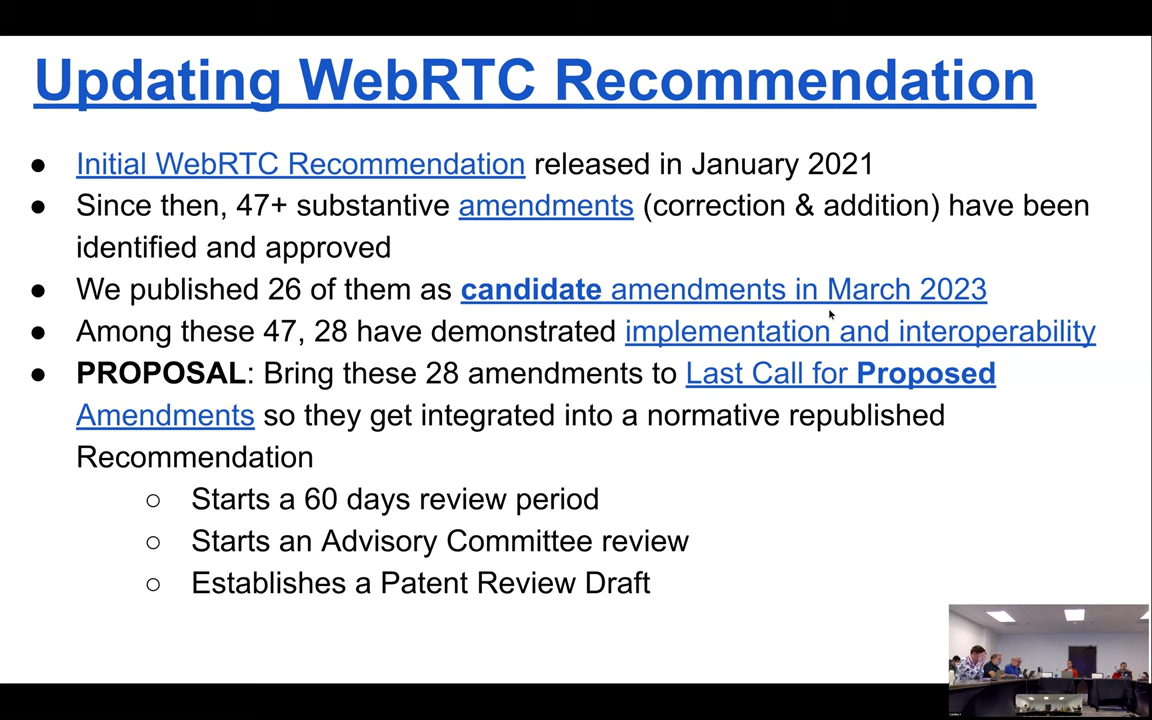 Updating WebRTC Recommendation
● Initial WebRTC Recommendation released in January 2021
● Since then, 47+ substantive amendments (correction & addition) have been
identified and approved
● We published 26 of them as candidate amendments in March 2023
● Among these 47, 28 have demonstrated implementation and interoperability
● PROPOSAL: Bring these 28 amendments to Last Call for Proposed
Amendments so they get integrated into a normative republished
Recommendation
○ Starts a 60 days review period
○ Starts an Advisory Committee review
○ Establishes a Patent Review Draft